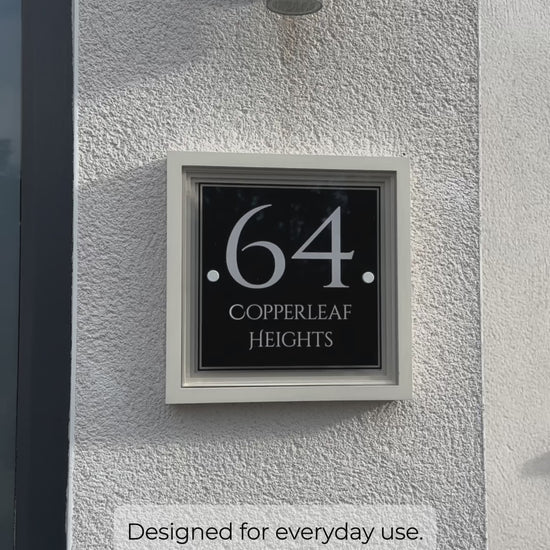 64
Copperleaf
Heights
Designed for everyday use.